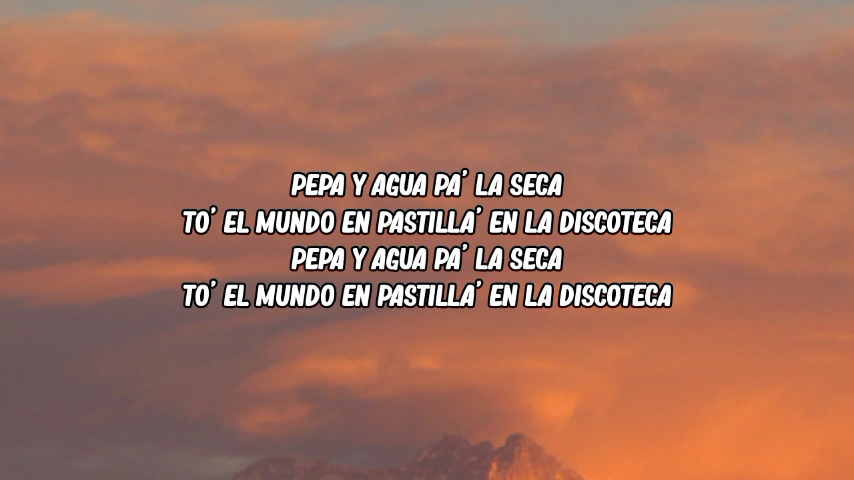 PEPA Y AGUA PA' LA SECA
TO' EL MUNDO EN PASTILLA' EN LA DISCOTECA
PEPA Y AGUA PA' LA SECA
TO' EL MUNDO EN PASTILLA' EN LA DISCOTECA